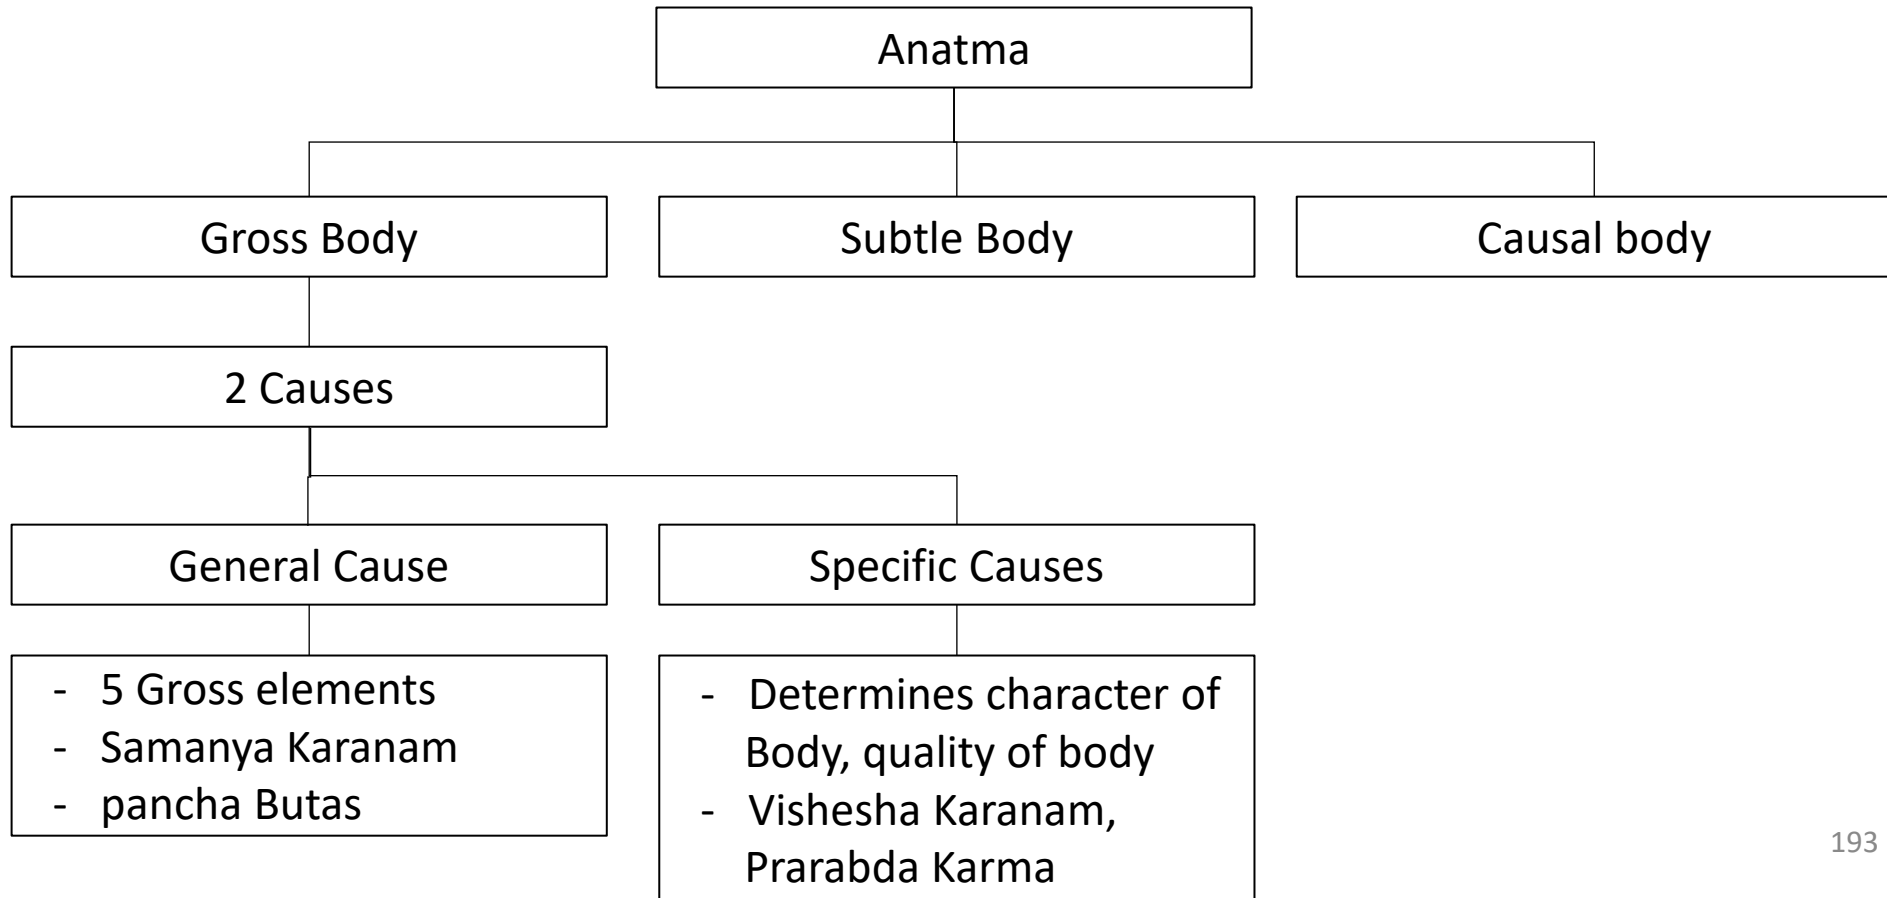 Anatma
Gross Body
Subtle Body
Causal body
2 Causes
General Cause
Specific Causes
- 5 Gross elements
- Samanya Karanam
- pancha Butas
- Determines character of
Body, quality of body
- Vishesha Karanam,
Prarabda Karma
193